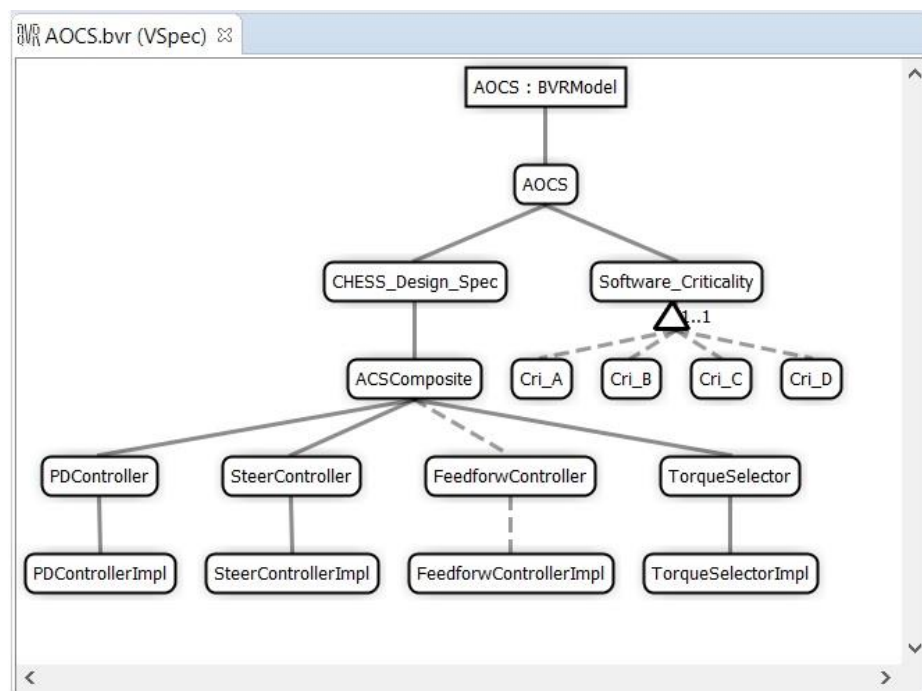 BVR AOCS.bvr (VSpec)
AOCS : BVRModel
AOCS
CHESS_Design_Spec Software_Criticality
1..1
ACSComposite Cri_A Cri_B Cri_C Cri_D
PDController SteerController FeedforwController TorqueSelector
PDControllerImpl SteerControllerImpl FeedforwControllerImpl TorqueSelectorImpl